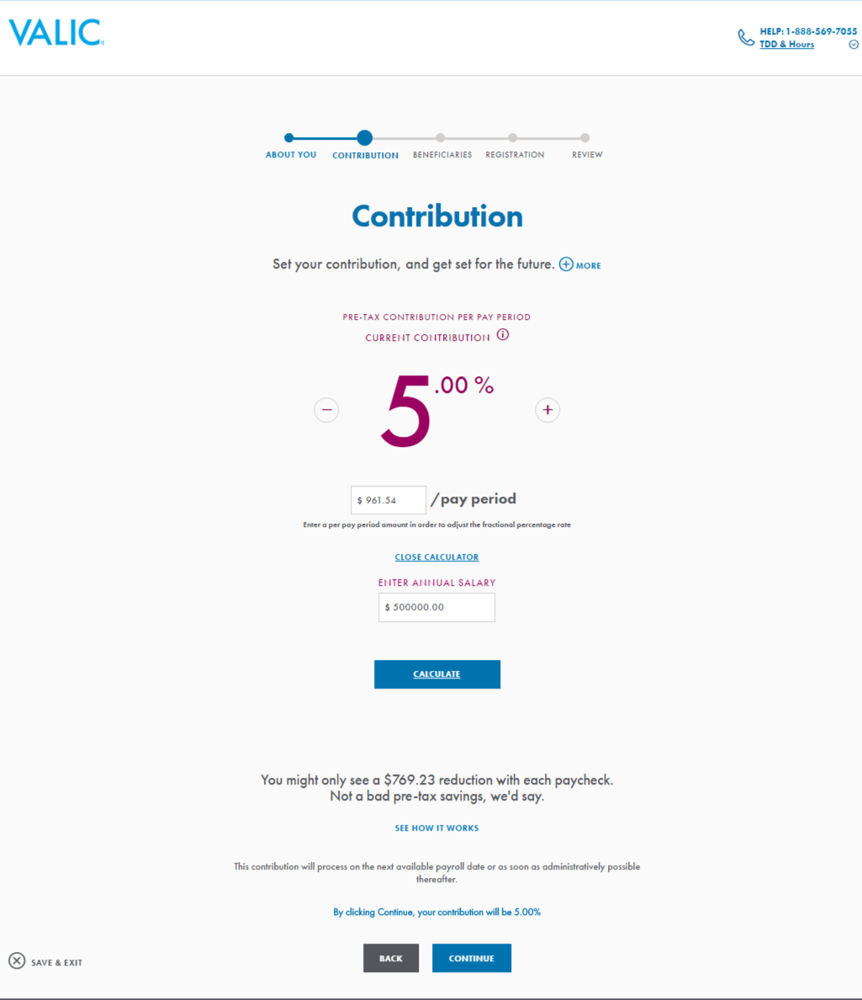 VALIC®
HELP: 1-888-569-7055
TDD & Hours
ABOUT YOU
CONTRIBUTION
BENEFICIARIES
REGISTRATION
REVIEW
Contribution
Set your contribution, and get set for the future. MORE
PRE-TAX CONTRIBUTION PER PAY PERIOD
CURRENT CONTRIBUTION
5.00 %
$ 961.54 /pay period
Enter a per pay period amount in order to adjust the fractional percentage rate
CLOSE CALCULATOR
ENTER ANNUAL SALARY
$ 500000.00
CALCULATE
You might only see a $769.23 reduction with each paycheck.
Not a bad pre-tax savings, we'd say.
SEE HOW IT WORKS
This contribution will process on the next available payroll date or as soon as administratively possible
thereafter.
By clicking Continue, your contribution will be 5.00%
SAVE & EXIT
BACK
CONTINUE